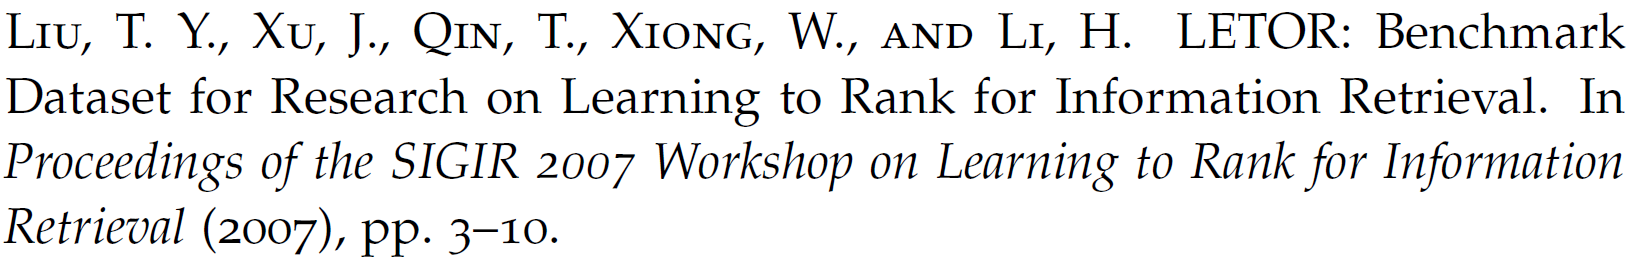 Liu, T. Y., Xu, J., Qin, T., Xiong, W., and Li, H. LETOR: Benchmark
Dataset for Research on Learning to Rank for Information Retrieval. In
Proceedings of the SIGIR 2007 Workshop on Learning to Rank for Information
Retrieval (2007), pp. 3–10.